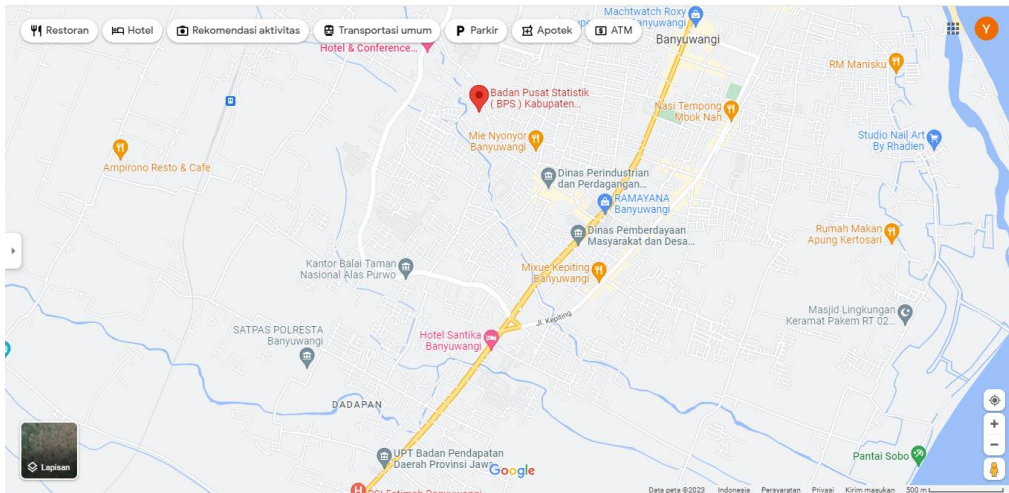 Machtwatch Roxy
Banyuwangi
Restoran
Hotel
Rekomendasi aktivitas
Transportasi umum
P Parkir
Apotek
ATM
Y
Banyuwangi
Hotel & Conference...
RM Manisku
Badan Pusat Statistik
( BPS ) Kabupaten...
Nasi Tempong
Mbok Nah
Mie Nyonyor
Banyuwangi
Studio Nail Art
By Rhadien
Ampirono Resto & Cafe
Dinas Perindustrian
dan Perdagangan...
RAMAYANA
Banyuwangi
Dinas Pemberdayaan
Masyarakat dan Desa...
Rumah Makan
Apung Kertosari
Kantor Balai Taman
Nasional Alas Purwo
Mixue Kepiting
Banyuwangi
Masjid Lingkungan
Keramat Pakem RT 02...
Jl. Kepiting
SATPAS POLRESTA
Banyuwangi
Hotel Santika
Banyuwangi
DADAPAN
UPT Badan Pendapatan
Daerah Provinsi Jawa
Pantai Sobo
Lapisan
Google
Data peta ©2023
Indonesia
Persyaratan
Privasi
Kirim masukan
500 m